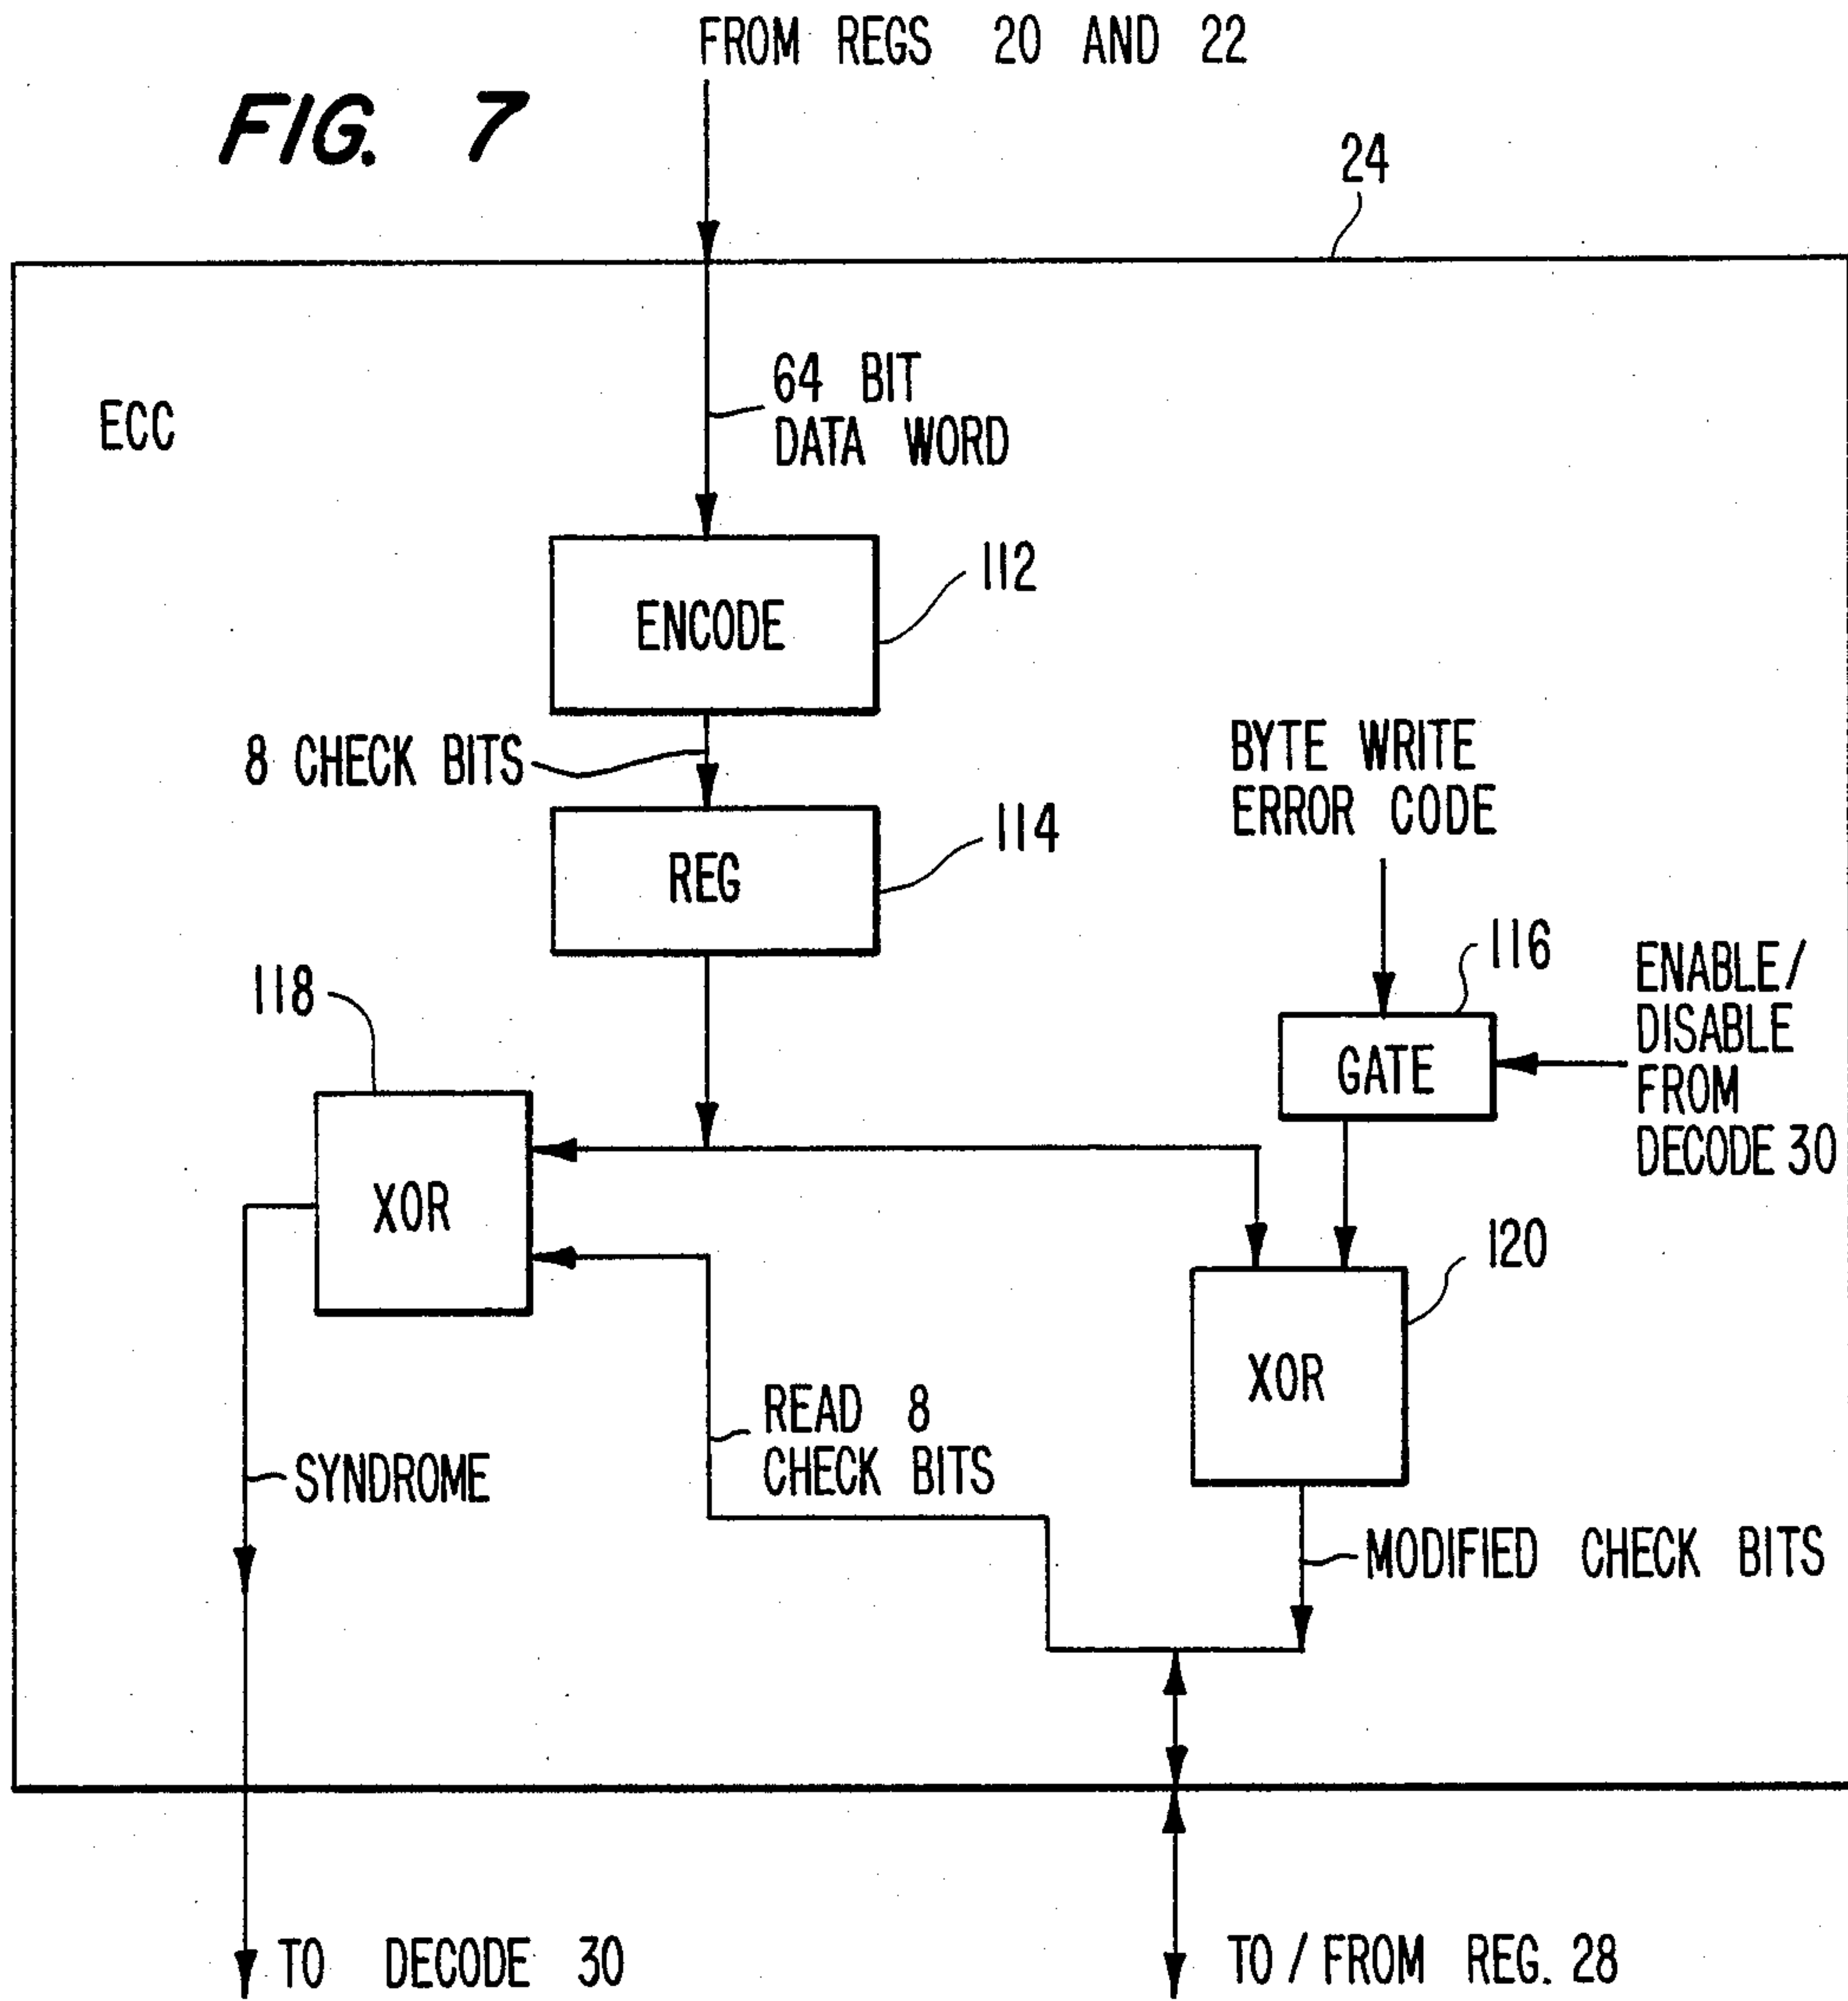 FROM REGS 20 AND 22
FIG. 7
24
64 BIT
DATA WORD
ECC
ENCODE
112
8 CHECK BITS
BYTE WRITE
ERROR CODE
REG
114
118
116
ENABLE/
DISABLE
FROM
DECODE 30
GATE
XOR
120
XOR
READ 8
CHECK BITS
SYNDROME
MODIFIED CHECK BITS
TO DECODE 30
TO / FROM REG. 28